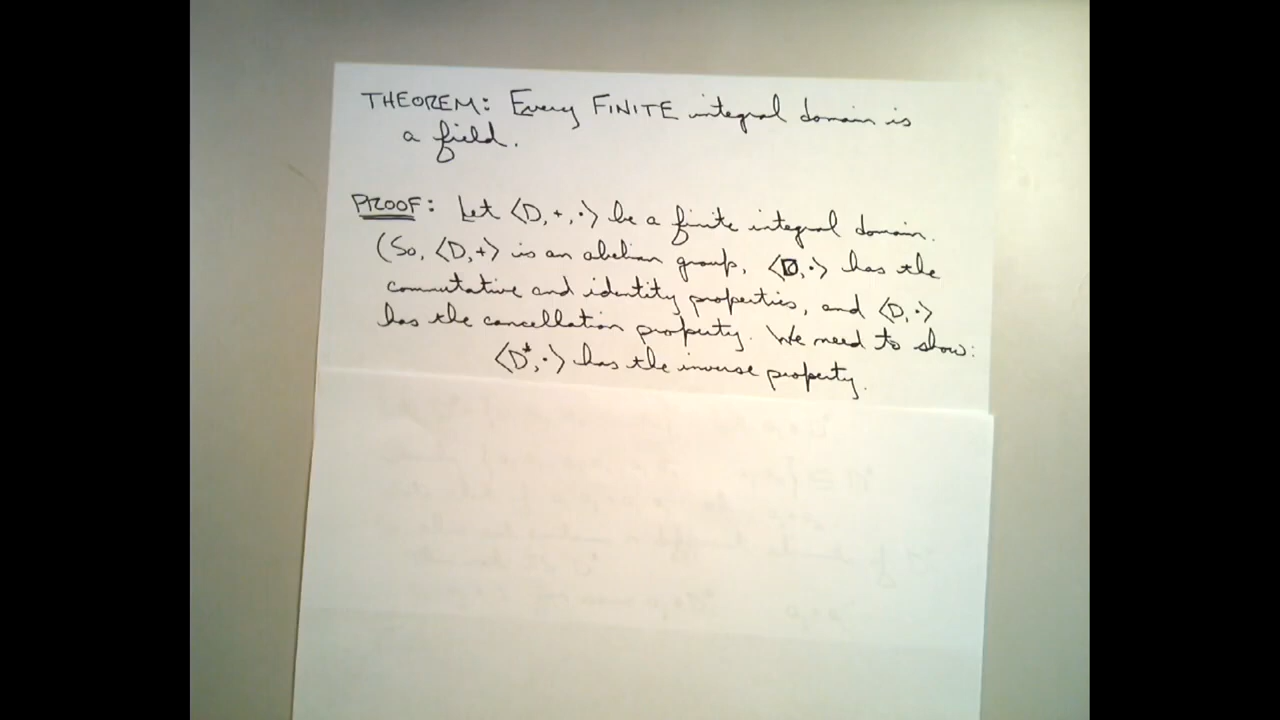 THEOREM: Every FINITE integral domain is
a field.
PROOF: Let ⟨D, +, ·⟩ be a finite integral domain.
(So, ⟨D, +⟩ is an abelian group, ⟨D, ·⟩ has the
commutative and identity properties, and ⟨D, ·⟩
has the cancellation property. We need to show:
⟨D*, ·⟩ has the inverse property.